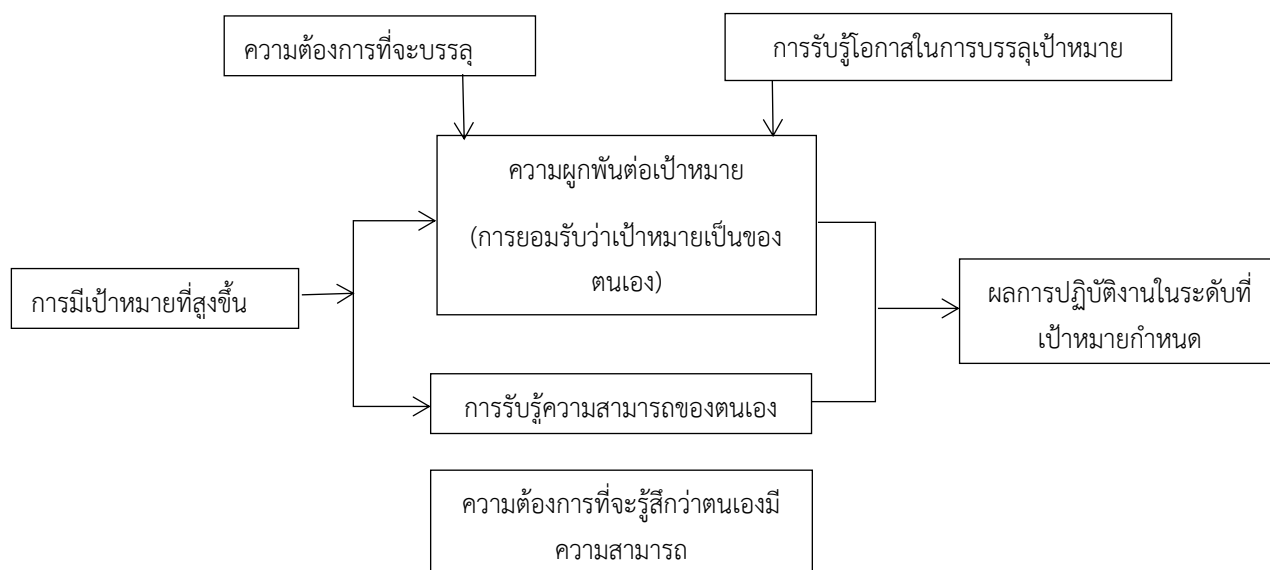 ความต้องการที่จะบรรลุ
การรับรู้โอกาสในการบรรลุเป้าหมาย
ความผูกพันต่อเป้าหมาย
(การยอมรับว่าเป้าหมายเป็นของ
ตนเอง)
การมีเป้าหมายที่สูงขึ้น
ผลการปฏิบัติงานในระดับที่
เป้าหมายกำหนด
การรับรู้ความสามารถของตนเอง
ความต้องการที่จะรู้สึกว่าตนเองมี
ความสามารถ